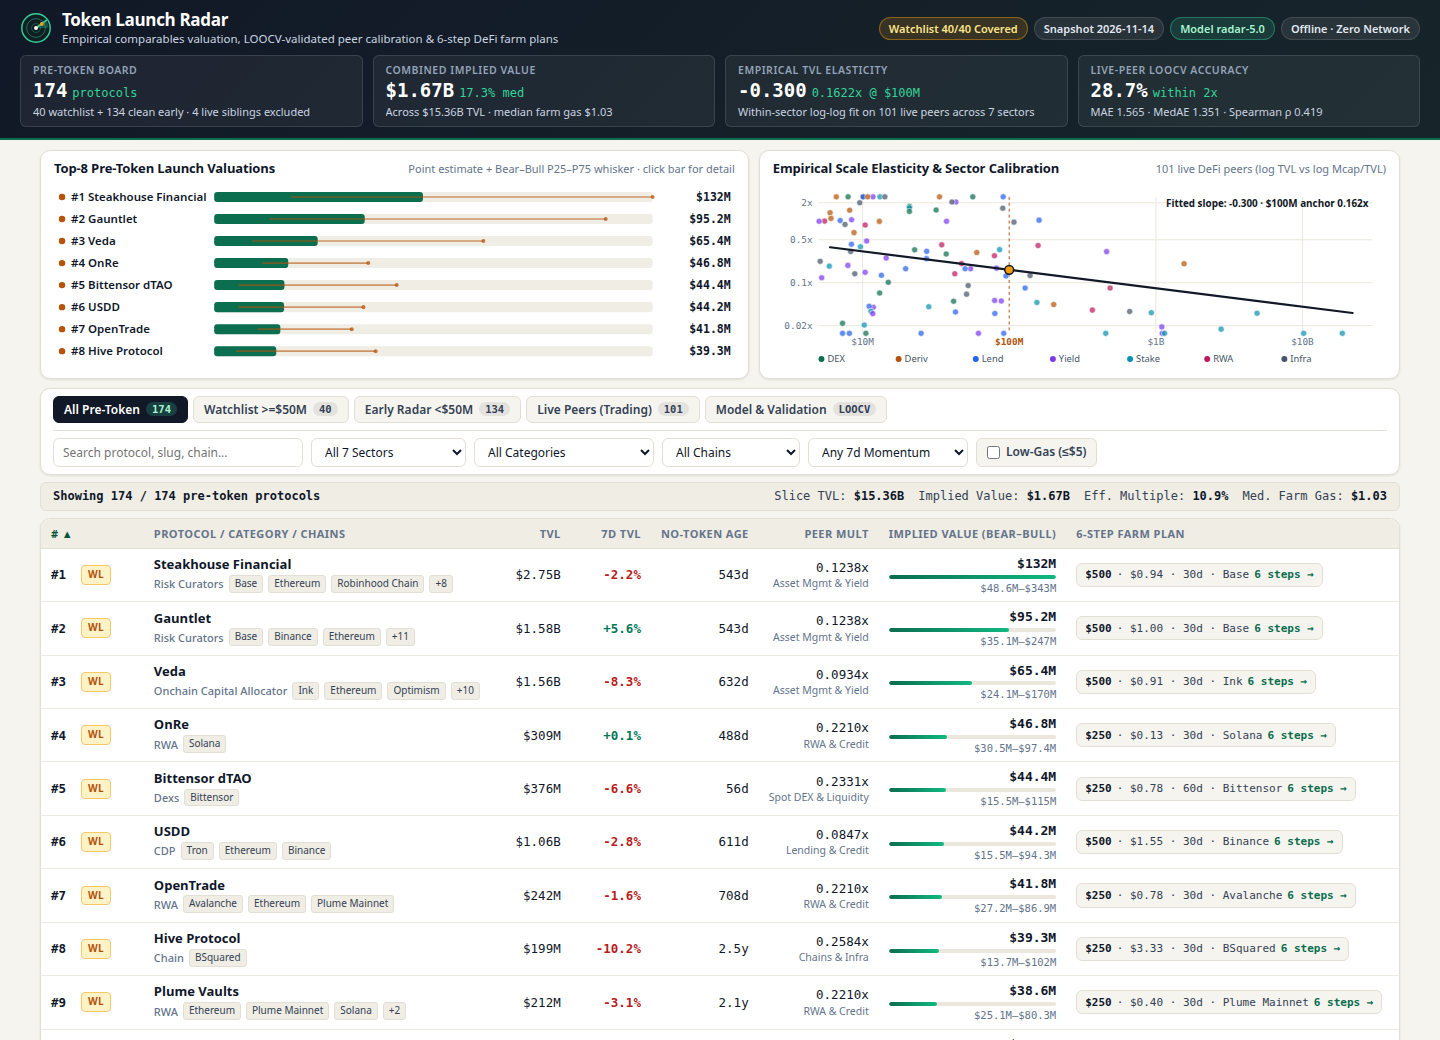 Token Launch Radar
Empirical comparables valuation, LOOCV-validated peer calibration & 6-step DeFi farm plans
Watchlist 40/40 Covered
Snapshot 2026-11-14
Model radar-5.0
Offline · Zero Network
PRE-TOKEN BOARD
174 protocols
40 watchlist + 134 clean early · 4 live siblings excluded
COMBINED IMPLIED VALUE
$1.67B 17.3% med
Across $15.36B TVL · median farm gas $1.03
EMPIRICAL TVL ELASTICITY
-0.300 0.1622x @ $100M
Within-sector log-log fit on 101 live peers across 7 sectors
LIVE-PEER LOOCV ACCURACY
28.7% within 2x
MAE 1.565 · MedAE 1.351 · Spearman ρ 0.419
Top-8 Pre-Token Launch Valuations
Point estimate + Bear–Bull P25–P75 whisker · click bar for detail
#1 Steakhouse Financial $132M
#2 Gauntlet $95.2M
#3 Veda $65.4M
#4 OnRe $46.8M
#5 Bittensor dTAO $44.4M
#6 USDD $44.2M
#7 OpenTrade $41.8M
#8 Hive Protocol $39.3M
Empirical Scale Elasticity & Sector Calibration
101 live DeFi peers (log TVL vs log Mcap/TVL)
Fitted slope: -0.300 · $100M anchor 0.162x
2x
0.5x
0.1x
0.02x
$10M $100M $1B $10B
DEX Deriv Lend Yield Stake RWA Infra
All Pre-Token 174
Watchlist >=$50M 40
Early Radar <$50M 134
Live Peers (Trading) 101
Model & Validation LOOCV
Search protocol, slug, chain...
All 7 Sectors
All Categories
All Chains
Any 7d Momentum
Low-Gas (≤$5)
Showing 174 / 174 pre-token protocols
Slice TVL: $15.36B Implied Value: $1.67B Eff. Multiple: 10.9% Med. Farm Gas: $1.03
# ▲ PROTOCOL / CATEGORY / CHAINS TVL 7D TVL NO-TOKEN AGE PEER MULT IMPLIED VALUE (BEAR–BULL) 6-STEP FARM PLAN
#1 WL Steakhouse Financial $2.75B -2.2% 543d 0.1238x $132M $500 · $0.94 · 30d · Base 6 steps →
Risk Curators Base Ethereum Robinhood Chain +8 Asset Mgmt & Yield $48.6M–$343M
#2 WL Gauntlet $1.58B +5.6% 543d 0.1238x $95.2M $500 · $1.00 · 30d · Base 6 steps →
Risk Curators Base Binance Ethereum +11 Asset Mgmt & Yield $35.1M–$247M
#3 WL Veda $1.56B -8.3% 632d 0.0934x $65.4M $500 · $0.91 · 30d · Ink 6 steps →
Onchain Capital Allocator Ink Ethereum Optimism +10 Asset Mgmt & Yield $24.1M–$170M
#4 WL OnRe $309M +0.1% 488d 0.2210x $46.8M $250 · $0.13 · 30d · Solana 6 steps →
RWA Solana RWA & Credit $30.5M–$97.4M
#5 WL Bittensor dTAO $376M -6.6% 56d 0.2331x $44.4M $250 · $0.78 · 60d · Bittensor 6 steps →
Dexs Bittensor Spot DEX & Liquidity $15.5M–$115M
#6 WL USDD $1.06B -2.8% 611d 0.0847x $44.2M $500 · $1.55 · 30d · Binance 6 steps →
CDP Tron Ethereum Binance Lending & Credit $15.5M–$94.3M
#7 WL OpenTrade $242M -1.6% 708d 0.2210x $41.8M $250 · $0.78 · 30d · Avalanche 6 steps →
RWA Avalanche Ethereum Plume Mainnet RWA & Credit $27.2M–$86.9M
#8 WL Hive Protocol $199M -10.2% 2.5y 0.2584x $39.3M $250 · $3.33 · 30d · BSquared 6 steps →
Chain BSquared Chains & Infra $13.7M–$102M
#9 WL Plume Vaults $212M -3.1% 2.1y 0.2210x $38.6M $250 · $0.40 · 30d · Plume Mainnet 6 steps →
RWA Ethereum Plume Mainnet Solana +2 RWA & Credit $25.1M–$80.3M